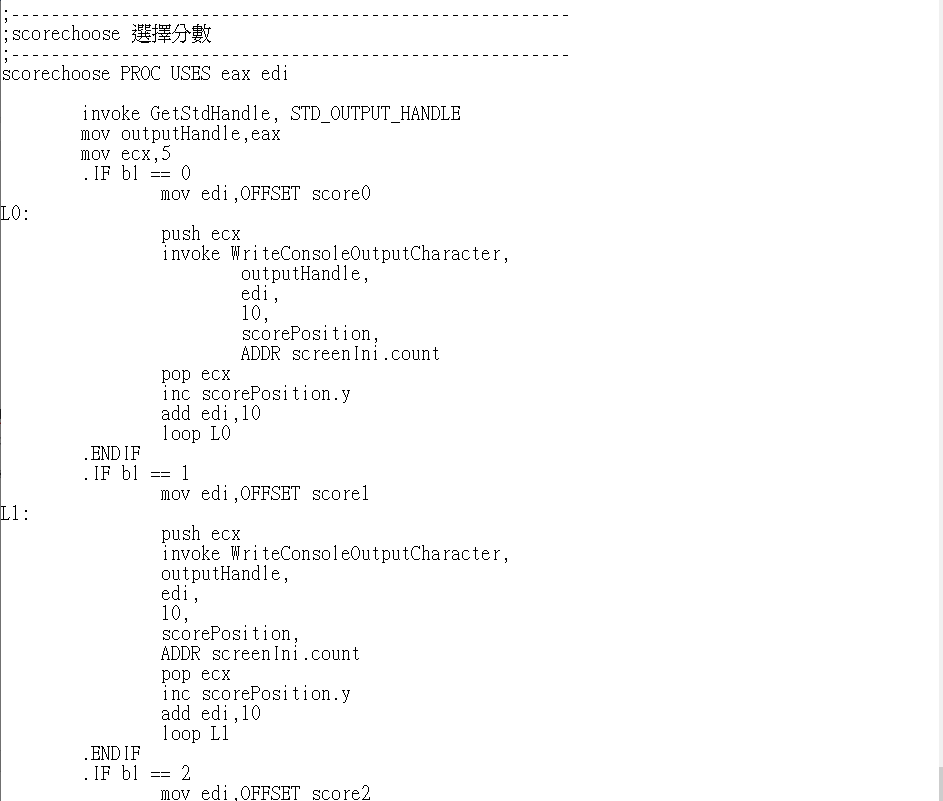 ;--------------------------------------------------------
;scorechoose 選擇分數
;--------------------------------------------------------
scorechoose PROC USES eax edi
invoke GetStdHandle, STD_OUTPUT_HANDLE
mov outputHandle,eax
mov ecx,5
.IF bl == 0
mov edi,OFFSET score0
L0:
push ecx
invoke WriteConsoleOutputCharacter,
outputHandle,
edi,
10,
scorePosition,
ADDR screenIni.count
pop ecx
inc scorePosition.y
add edi,10
loop L0
.ENDIF
.IF bl == 1
mov edi,OFFSET score1
L1:
push ecx
invoke WriteConsoleOutputCharacter,
outputHandle,
edi,
10,
scorePosition,
ADDR screenIni.count
pop ecx
inc scorePosition.y
add edi,10
loop L1
.ENDIF
.IF bl == 2
mov edi,OFFSET score2